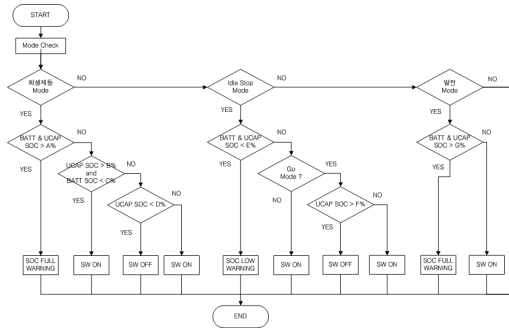 START
Mode Check
회생제동
Mode
NO
YES
Idle Stop
Mode
NO
YES
발전
Mode
NO
YES
BATT & UCAP
SOC > A%
NO
YES
UCAP SOC > B%
and
BATT SOC < C%
NO
YES
UCAP SOC < D%
NO
YES
BATT & UCAP
SOC < E%
NO
YES
Go
Mode ?
YES
NO
UCAP SOC > F%
NO
YES
BATT & UCAP
SOC > G%
NO
YES
SOC FULL
WARNING
SW ON
SW OFF
SW ON
SOC LOW
WARNING
SW ON
SW OFF
SW ON
SOC FULL
WARNING
SW ON
END